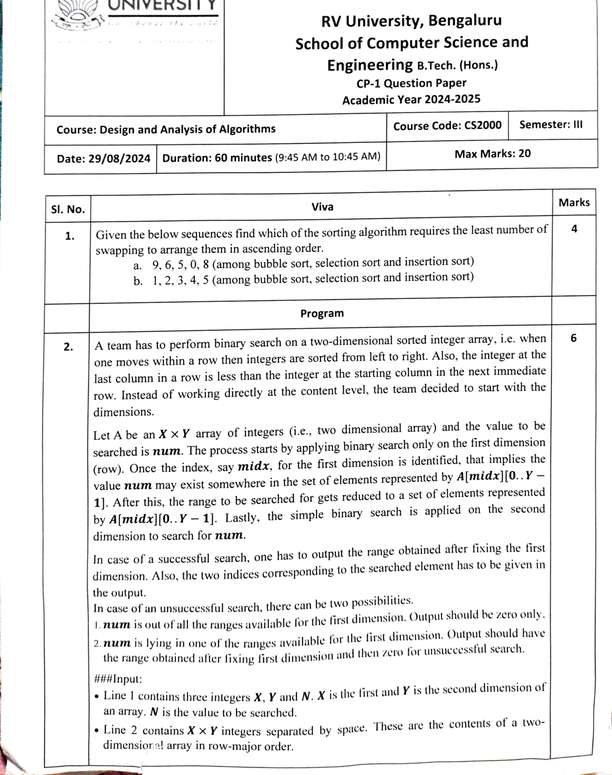 UNIVERSITY
RV University, Bengaluru
School of Computer Science and
Engineering B.Tech. (Hons.)
CP-1 Question Paper
Academic Year 2024-2025
Course: Design and Analysis of Algorithms
Course Code: CS2000
Semester: III
Date: 29/08/2024
Duration: 60 minutes (9:45 AM to 10:45 AM)
Max Marks: 20
Sl. No.
Viva
Marks
1.
Given the below sequences find which of the sorting algorithm requires the least number of
swapping to arrange them in ascending order.
a. 9, 6, 5, 0, 8 (among bubble sort, selection sort and insertion sort)
b. 1, 2, 3, 4, 5 (among bubble sort, selection sort and insertion sort)
4
Program
2.
A team has to perform binary search on a two-dimensional sorted integer array, i.e. when
one moves within a row then integers are sorted from left to right. Also, the integer at the
last column in a row is less than the integer at the starting column in the next immediate
row. Instead of working directly at the content level, the team decided to start with the
dimensions.
6
Let A be an X × Y array of integers (i.e., two dimensional array) and the value to be
searched is num. The process starts by applying binary search only on the first dimension
(row). Once the index, say midx, for the first dimension is identified, that implies the
value num may exist somewhere in the set of elements represented by A[midx][0..Y −
1]. After this, the range to be searched for gets reduced to a set of elements represented
by A[midx][0..Y − 1]. Lastly, the simple binary search is applied on the second
dimension to search for num.
In case of a successful search, one has to output the range obtained after fixing the first
dimension. Also, the two indices corresponding to the searched element has to be given in
the output.
In case of an unsuccessful search, there can be two possibilities.
1. num is out of all the ranges available for the first dimension. Output should be zero only.
2. num is lying in one of the ranges available for the first dimension. Output should have
the range obtained after fixing first dimension and then zero for unsuccessful search.
###Input:
• Line 1 contains three integers X, Y and N. X is the first and Y is the second dimension of
an array. N is the value to be searched.
• Line 2 contains X × Y integers separated by space. These are the contents of a two-
dimensional array in row-major order.